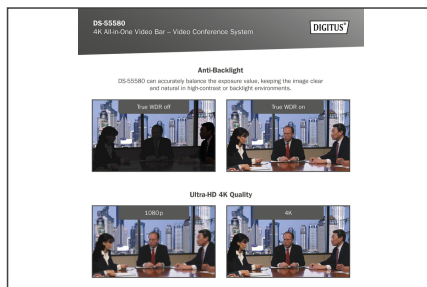 DS-55580
4K All-in-One Video Bar – Video Conference System
DIGITUS®
Anti-Backlight
DS-55580 can accurately balance the exposure value, keeping the image clear
and natural in high-contrast or backlight environments.
True WDR off
True WDR on
Ultra-HD 4K Quality
1080p
4K